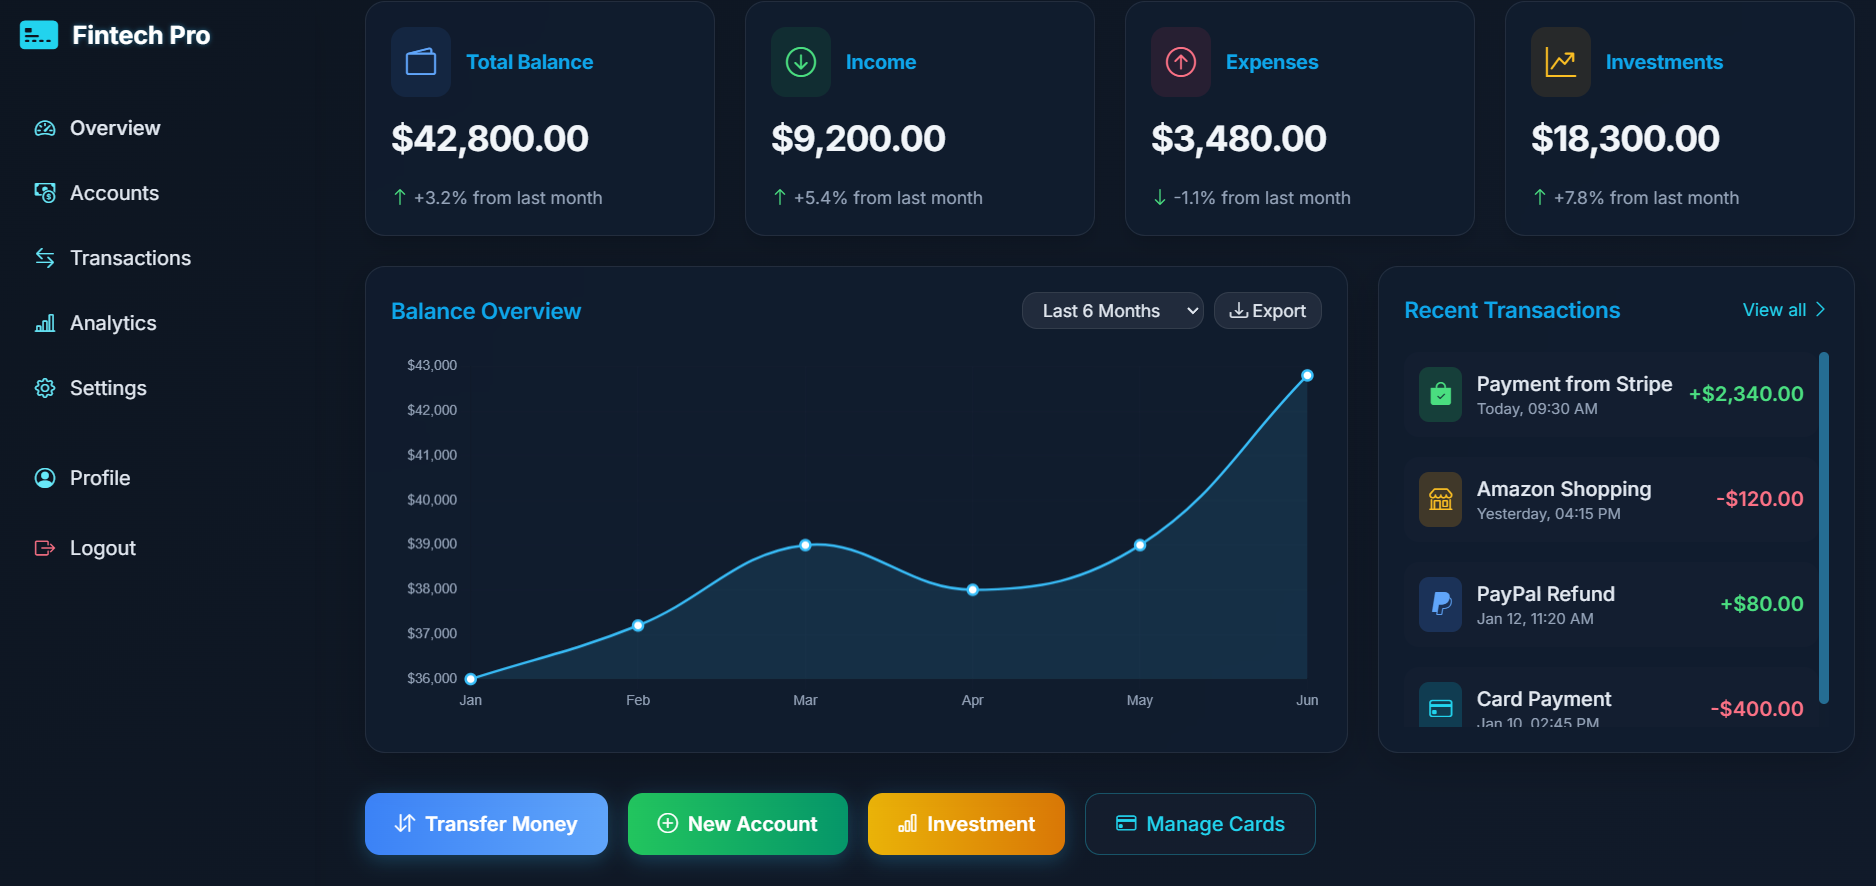 Fintech Pro
Overview
Accounts
Transactions
Analytics
Settings
Profile
Logout
Total Balance
$42,800.00
+3.2% from last month
Income
$9,200.00
+5.4% from last month
Expenses
$3,480.00
-1.1% from last month
Investments
$18,300.00
+7.8% from last month
Balance Overview
Last 6 Months
Export
$43,000
$42,000
$41,000
$40,000
$39,000
$38,000
$37,000
$36,000
Jan Feb Mar Apr May Jun
Recent Transactions
View all
Payment from Stripe
Today, 09:30 AM
+$2,340.00
Amazon Shopping
Yesterday, 04:15 PM
-$120.00
PayPal Refund
Jan 12, 11:20 AM
+$80.00
Card Payment
Jan 10, 02:45 PM
-$400.00
Transfer Money
New Account
Investment
Manage Cards